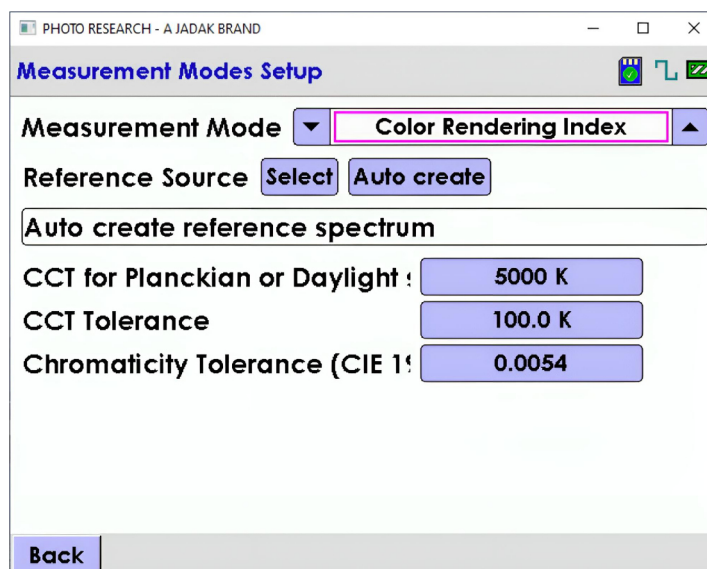 PHOTO RESEARCH - A JADAK BRAND
Measurement Modes Setup
Measurement Mode Color Rendering Index
Reference Source Select Auto create
Auto create reference spectrum
CCT for Planckian or Daylight 5000 K
CCT Tolerance 100.0 K
Chromaticity Tolerance (CIE 0.0054
Back